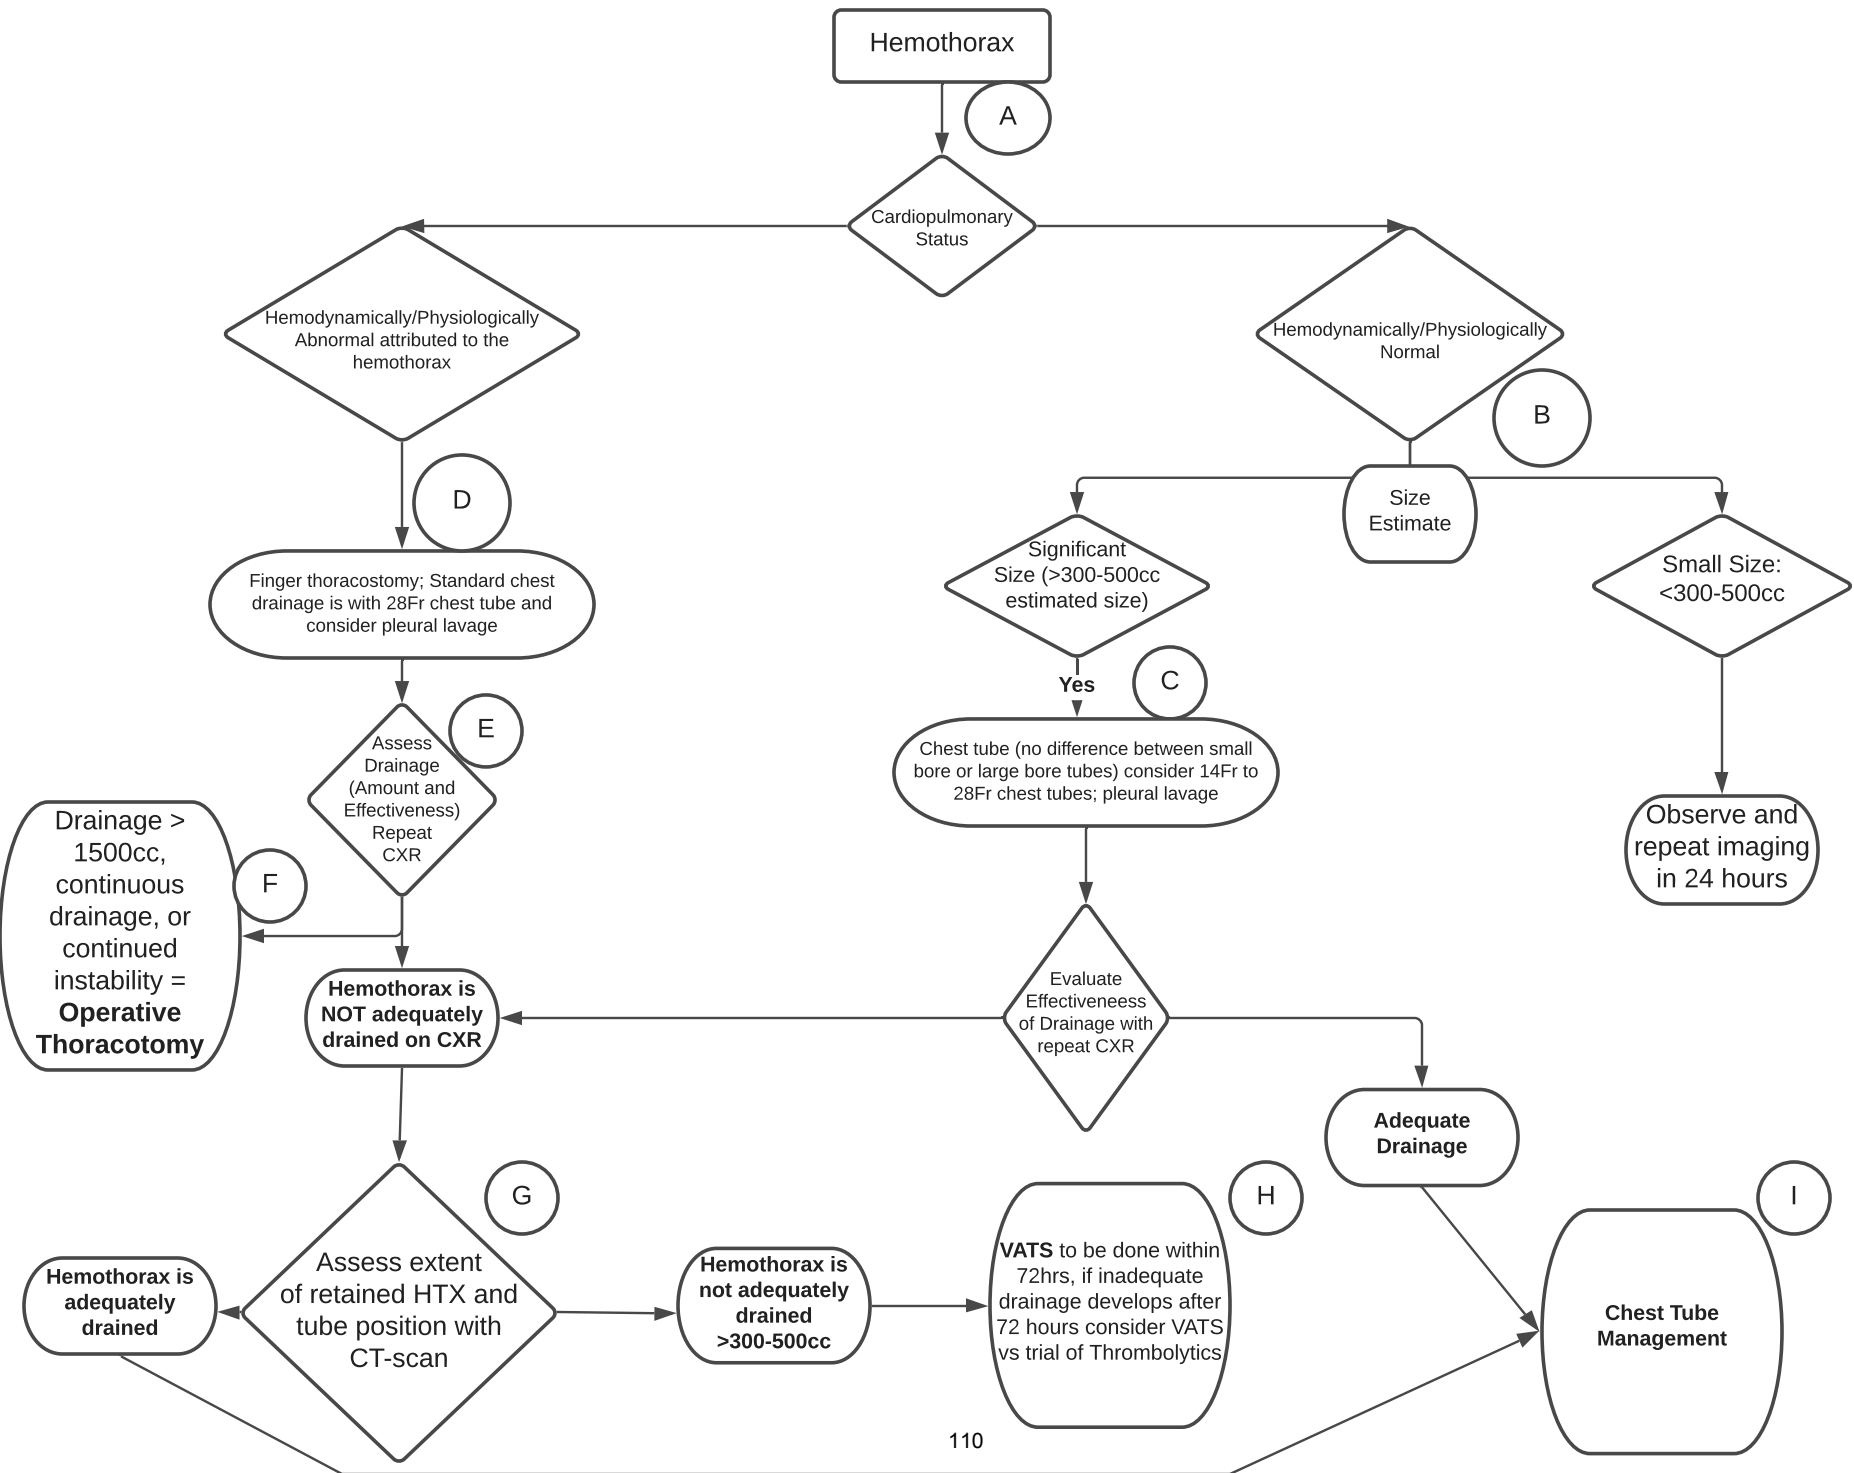 Hemothorax
A
Cardiopulmonary
Status
Hemodynamically/Physiologically
Abnormal attributed to the
hemothorax
Hemodynamically/Physiologically
Normal
B
D
Size
Estimate
Significant
Size (>300-500cc
estimated size)
Small Size:
<300-500cc
Finger thoracostomy; Standard chest
drainage is with 28Fr chest tube and
consider pleural lavage
Yes
C
E
Assess
Drainage
(Amount and
Effectiveness)
Repeat
CXR
Chest tube (no difference between small
bore or large bore tubes) consider 14Fr to
28Fr chest tubes; pleural lavage
Observe and
repeat imaging
in 24 hours
Drainage >
1500cc,
continuous
drainage, or
continued
instability =
Operative
Thoracotomy
F
Hemothorax is
NOT adequately
drained on CXR
Evaluate
Effectiveneess
of Drainage with
repeat CXR
Adequate
Drainage
G
H
I
Hemothorax is
adequately
drained
Assess extent
of retained HTX and
tube position with
CT-scan
Hemothorax is
not adequately
drained
>300-500cc
VATS to be done within
72hrs, if inadequate
drainage develops after
72 hours consider VATS
vs trial of Thrombolytics
Chest Tube
Management
110